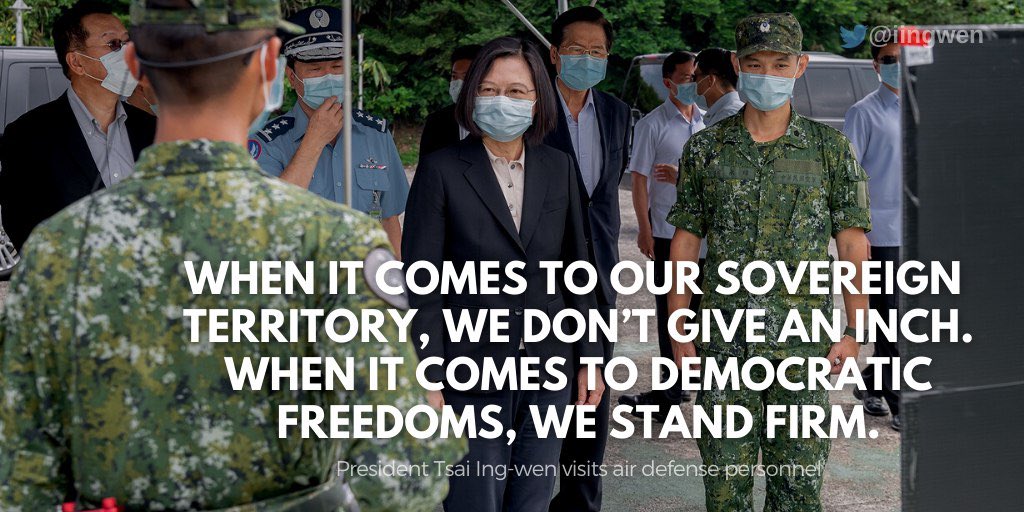 @iingwen
WHEN IT COMES TO OUR SOVEREIGN
TERRITORY, WE DON’T GIVE AN INCH.
WHEN IT COMES TO DEMOCRATIC
FREEDOMS, WE STAND FIRM.
President Tsai Ing-wen visits air defense personnel